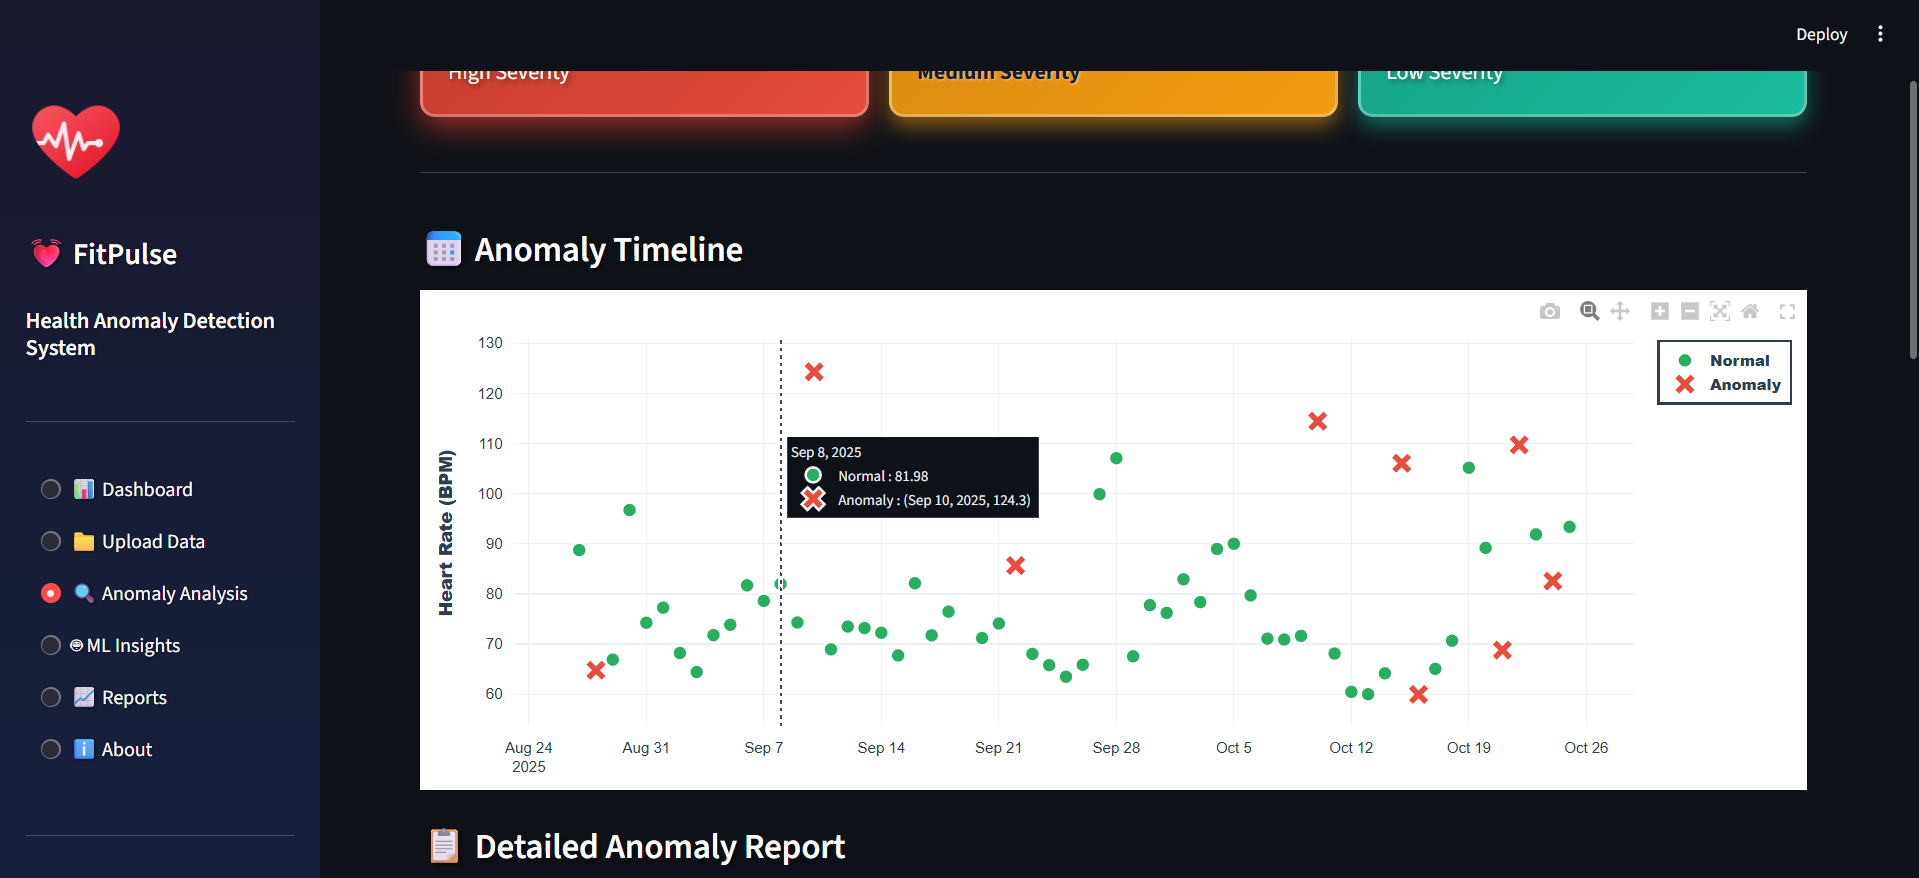 Deploy
High Severity
Medium Severity
Low Severity
FitPulse
Health Anomaly Detection
System
Dashboard
Upload Data
Anomaly Analysis
ML Insights
Reports
About
Anomaly Timeline
Normal
Anomaly
Heart Rate (BPM)
130
120
110
100
90
80
70
60
Sep 8, 2025
Normal : 81.98
Anomaly : (Sep 10, 2025, 124.3)
Aug 24 Aug 31 Sep 7 Sep 14 Sep 21 Sep 28 Oct 5 Oct 12 Oct 19 Oct 26
2025
Detailed Anomaly Report